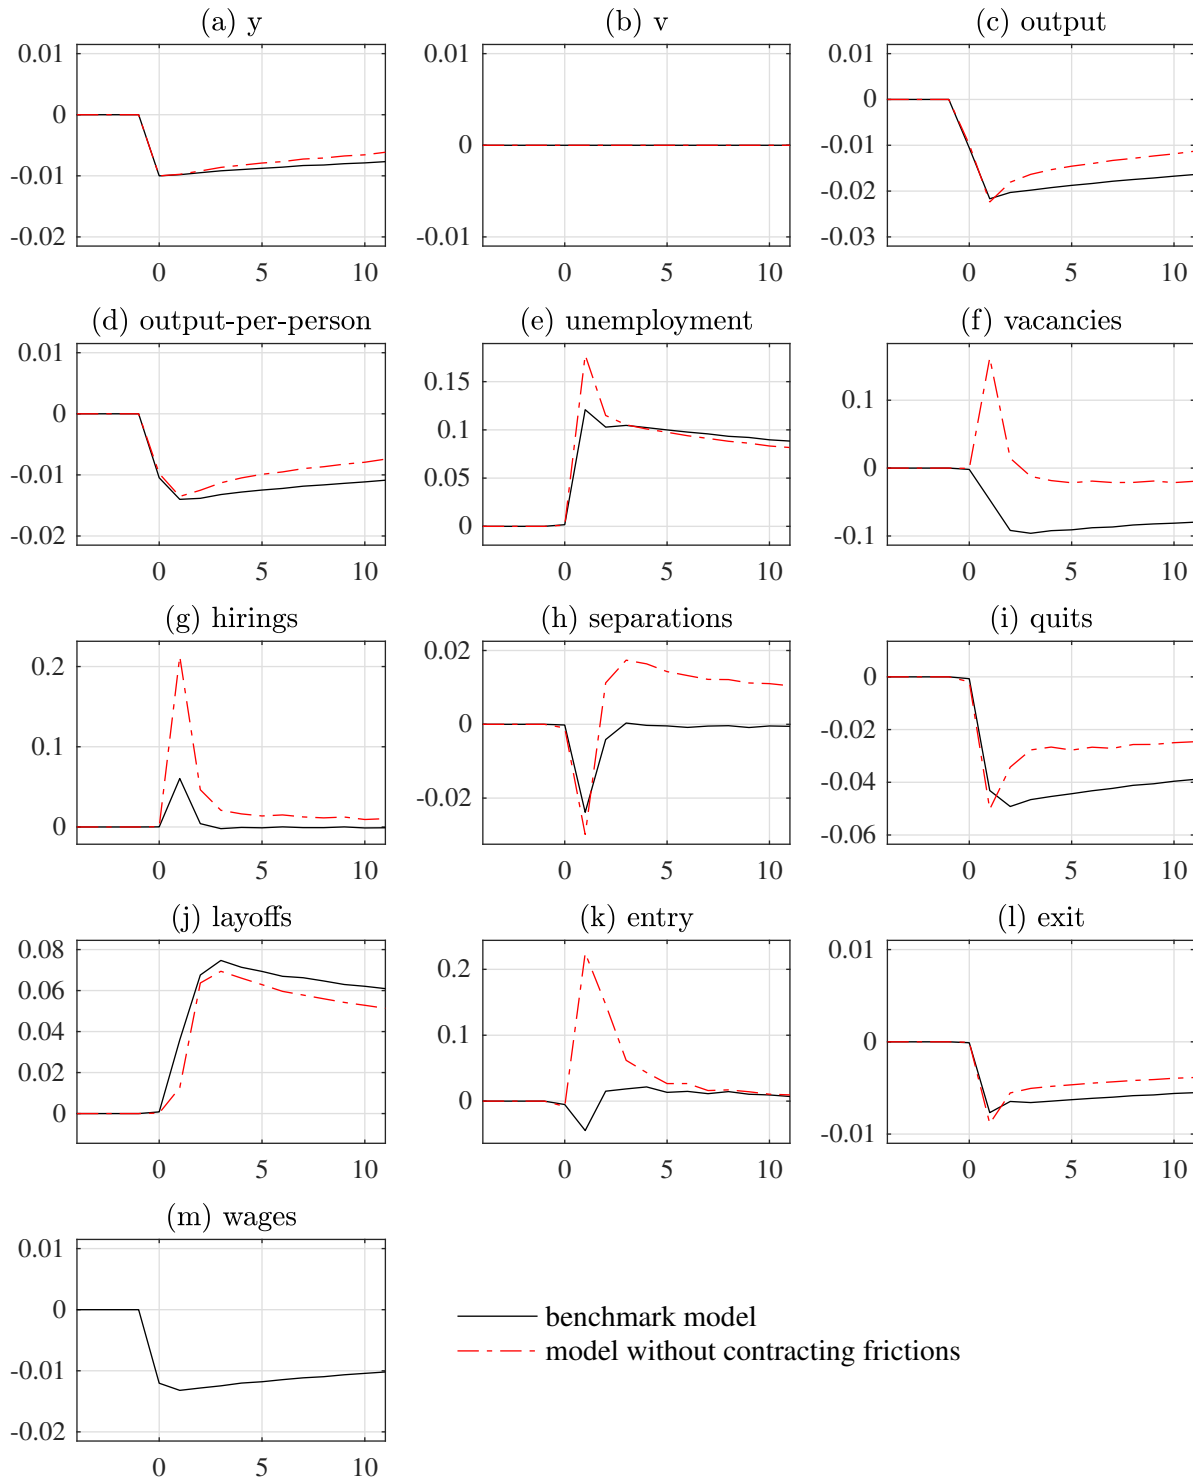 (a) y
(b) v
(c) output
0.01
0
-0.01
-0.02
0 5 10
0.01
0
-0.01
0 5 10
0.01
0
-0.01
-0.02
-0.03
0 5 10
(d) output-per-person
(e) unemployment
(f) vacancies
0.01
0
-0.01
-0.02
0 5 10
0.15
0.1
0.05
0
0 5 10
0.1
0
-0.1
0 5 10
(g) hirings
(h) separations
(i) quits
0.2
0.1
0
0 5 10
0.02
0
-0.02
0 5 10
0
-0.02
-0.04
-0.06
0 5 10
(j) layoffs
(k) entry
(l) exit
0.08
0.06
0.04
0.02
0
0 5 10
0.2
0.1
0
0 5 10
0.01
0
-0.01
0 5 10
(m) wages
0.01
0
-0.01
-0.02
0 5 10
benchmark model
model without contracting frictions